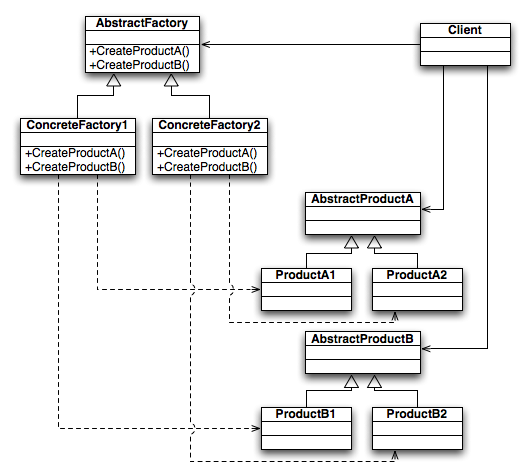 AbstractFactory
+CreateProductA()
+CreateProductB()
Client
ConcreteFactory1
+CreateProductA()
+CreateProductB()
ConcreteFactory2
+CreateProductA()
+CreateProductB()
AbstractProductA
ProductA1
ProductA2
AbstractProductB
ProductB1
ProductB2